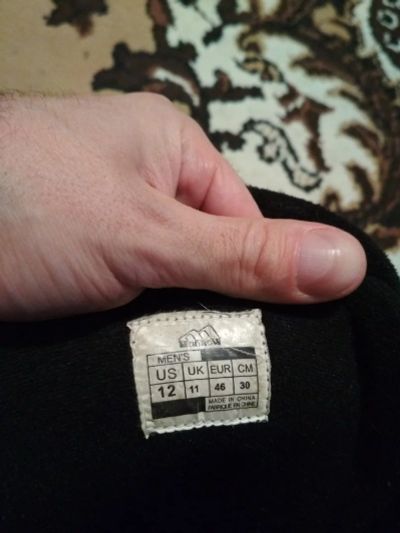 MEN'S
US UK EUR CM
12 11 46 30
MADE IN CHINA
FABRIQUE EN CHINE